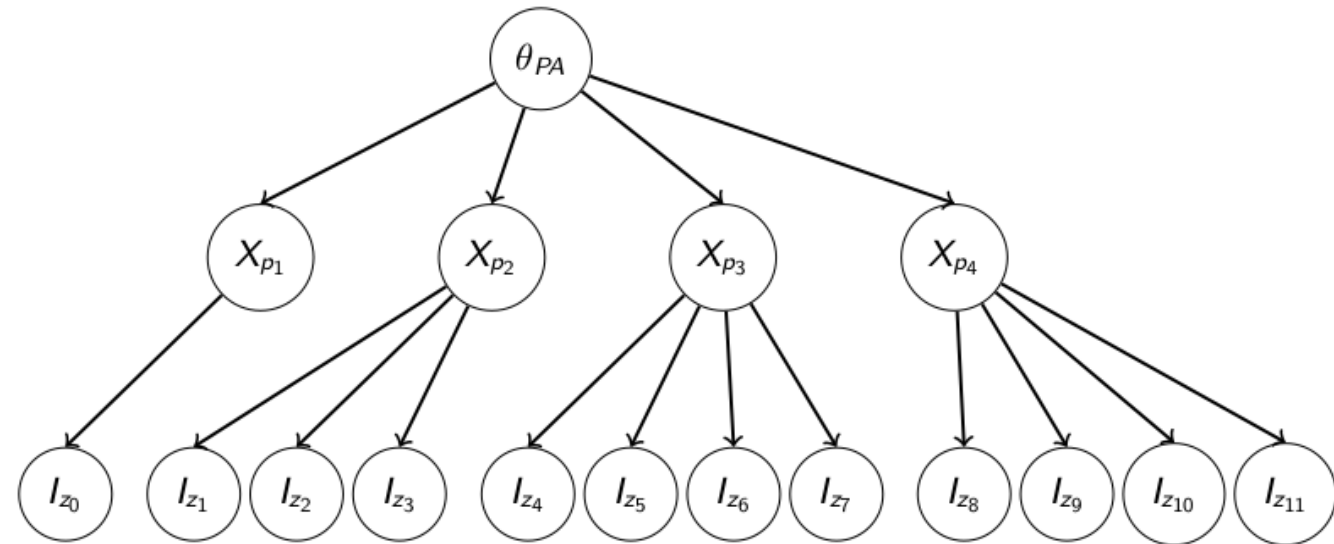 θ_PA
X_p₁ X_p₂ X_p₃ X_p₄
I_z₀ I_z₁ I_z₂ I_z₃ I_z₄ I_z₅ I_z₆ I_z₇ I_z₈ I_z₉ I_z₁₀ I_z₁₁